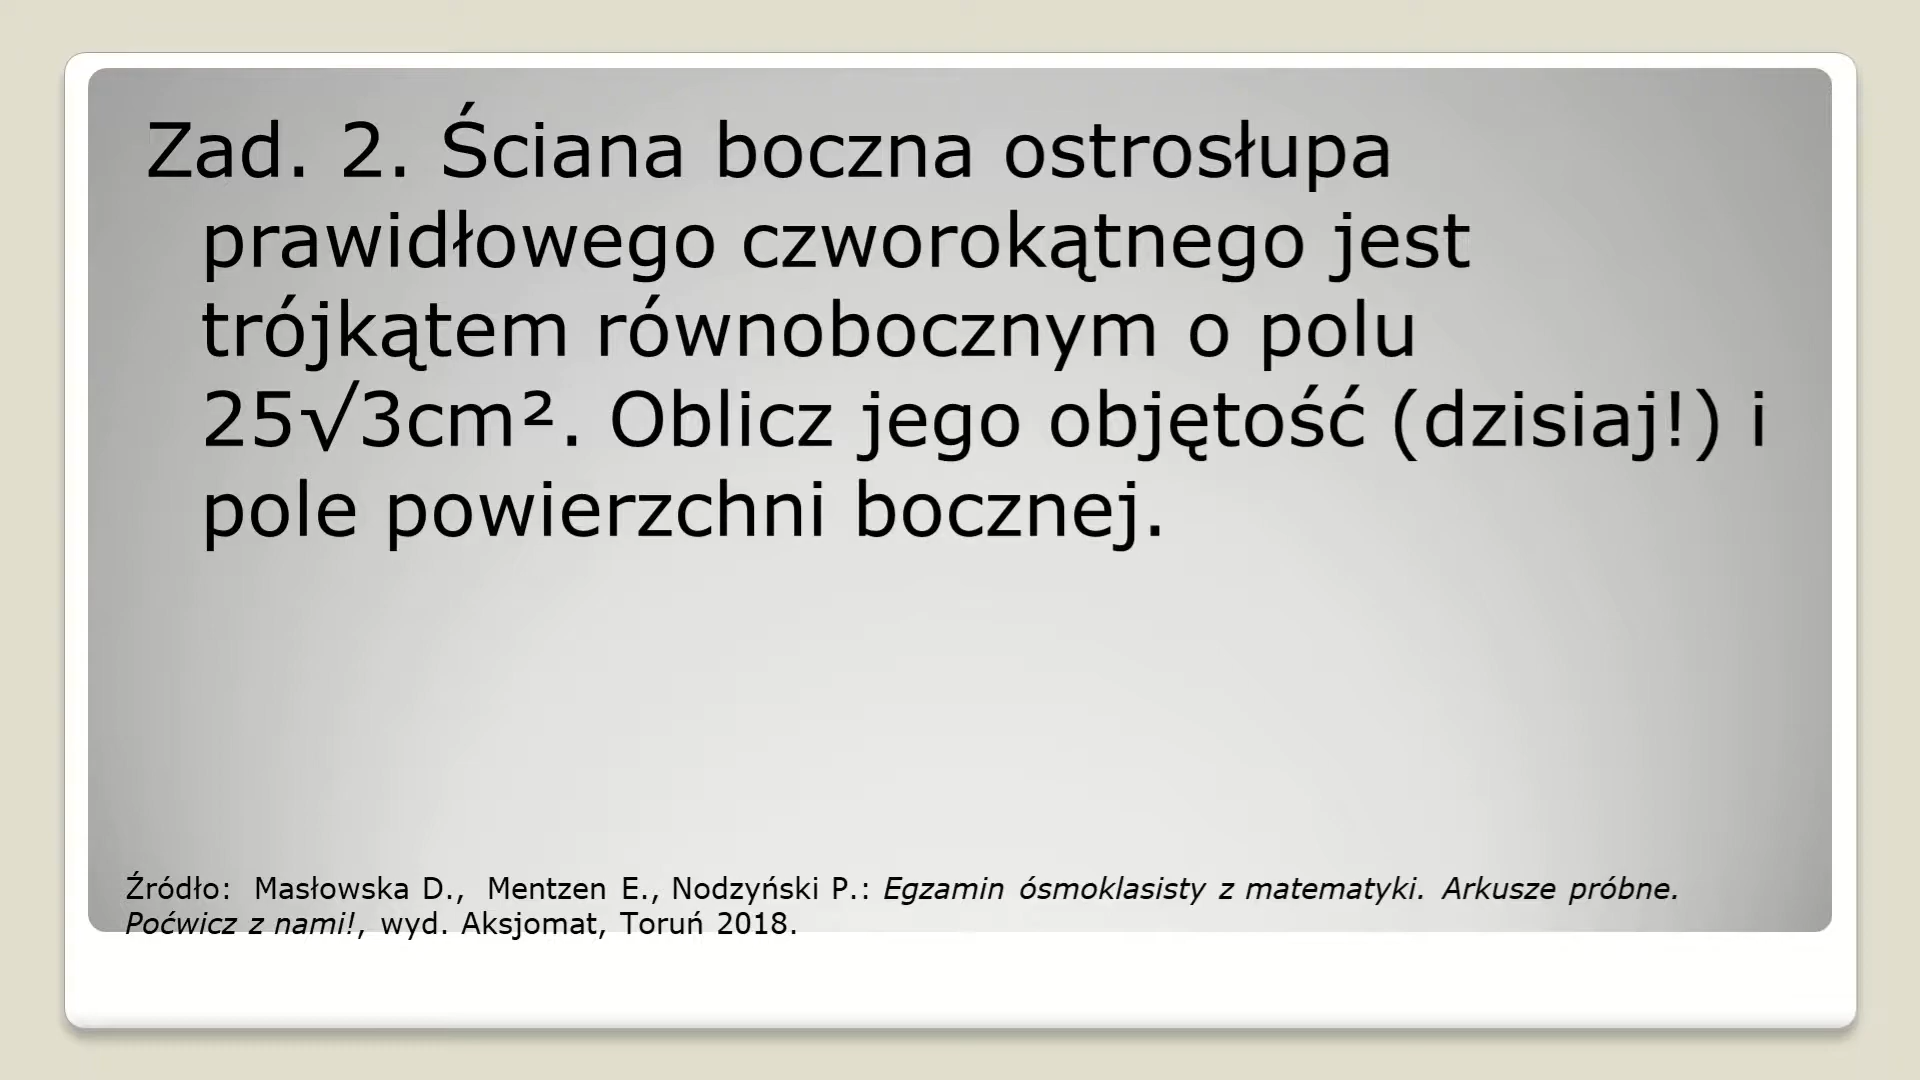 Zad. 2. Ściana boczna ostrosłupa
prawidłowego czworokątnego jest
trójkątem równobocznym o polu
25√3cm². Oblicz jego objętość (dzisiaj!) i
pole powierzchni bocznej.
Źródło: Masłowska D., Mentzen E., Nodzyński P.: Egzamin ósmoklasisty z matematyki. Arkusze próbne.
Poćwicz z nami!, wyd. Aksjomat, Toruń 2018.